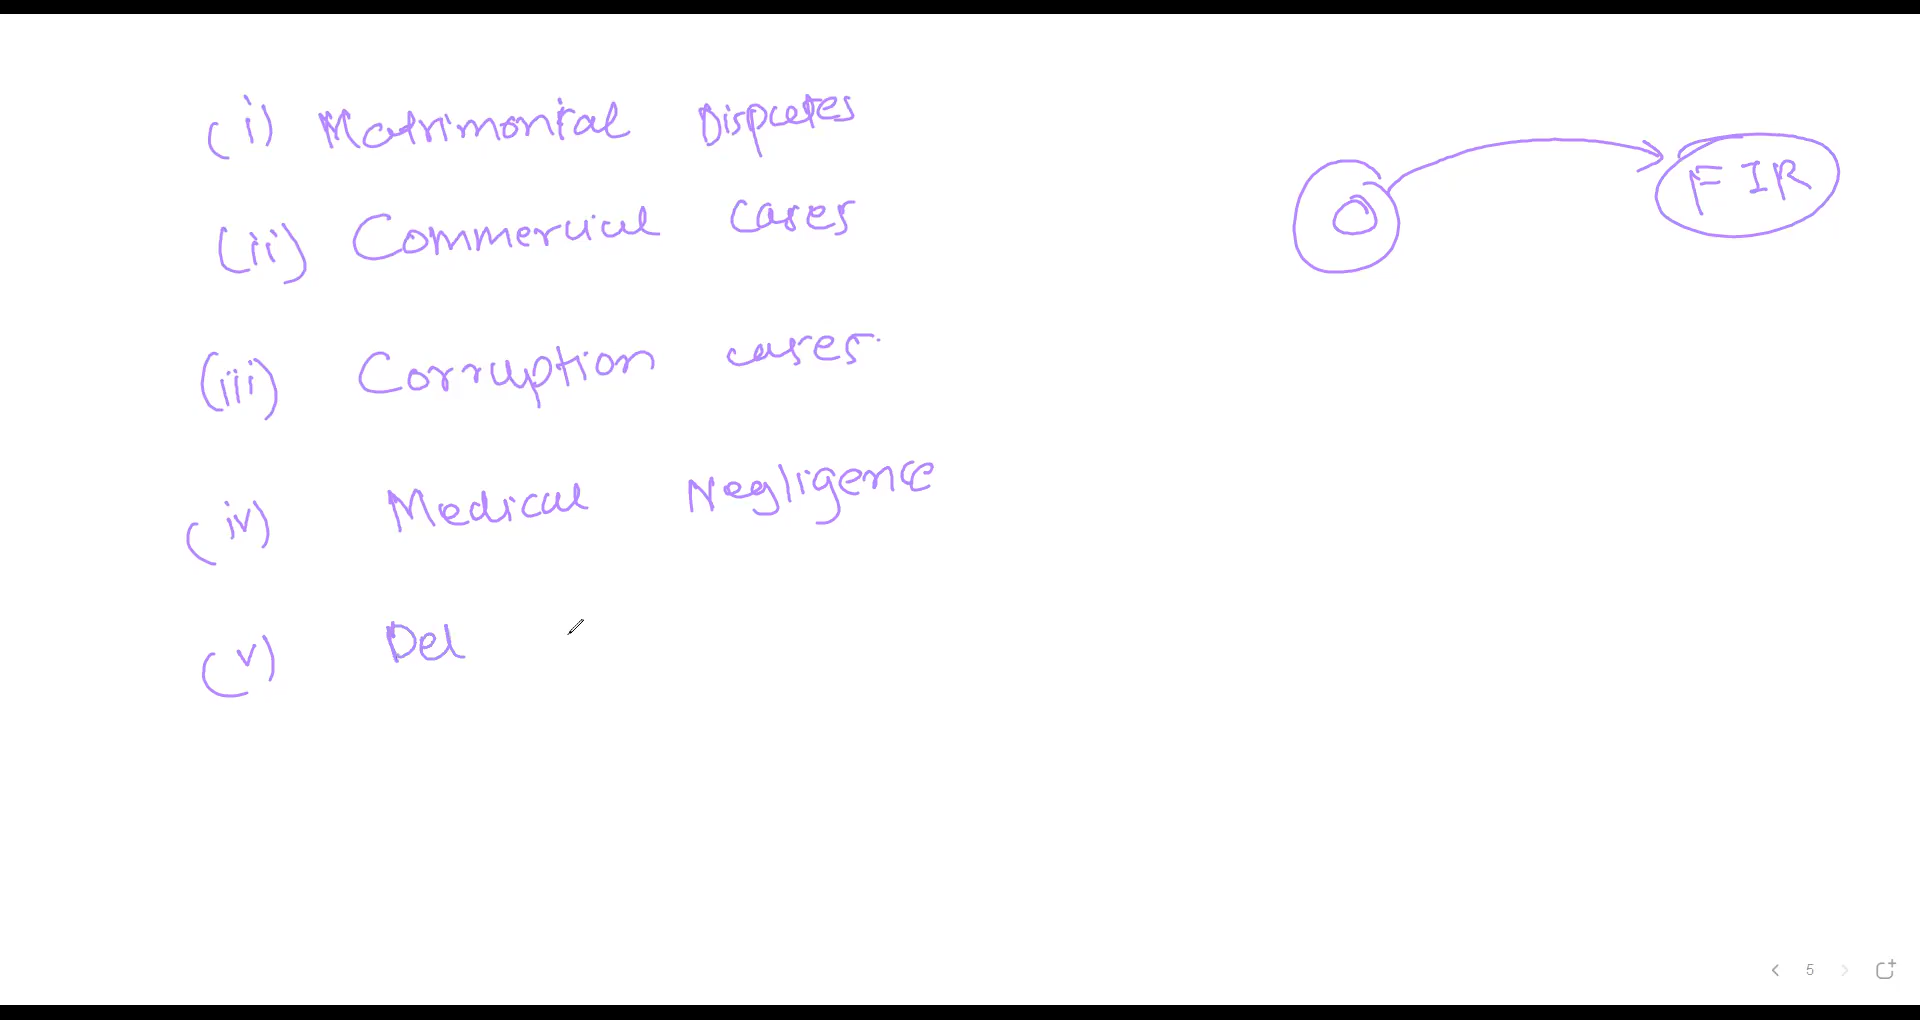 (i) Matrimonial Disputes
FIR
(ii) Commercial cases
(iii) Corruption cases.
(iv) Medical Negligence
(v) Del
5